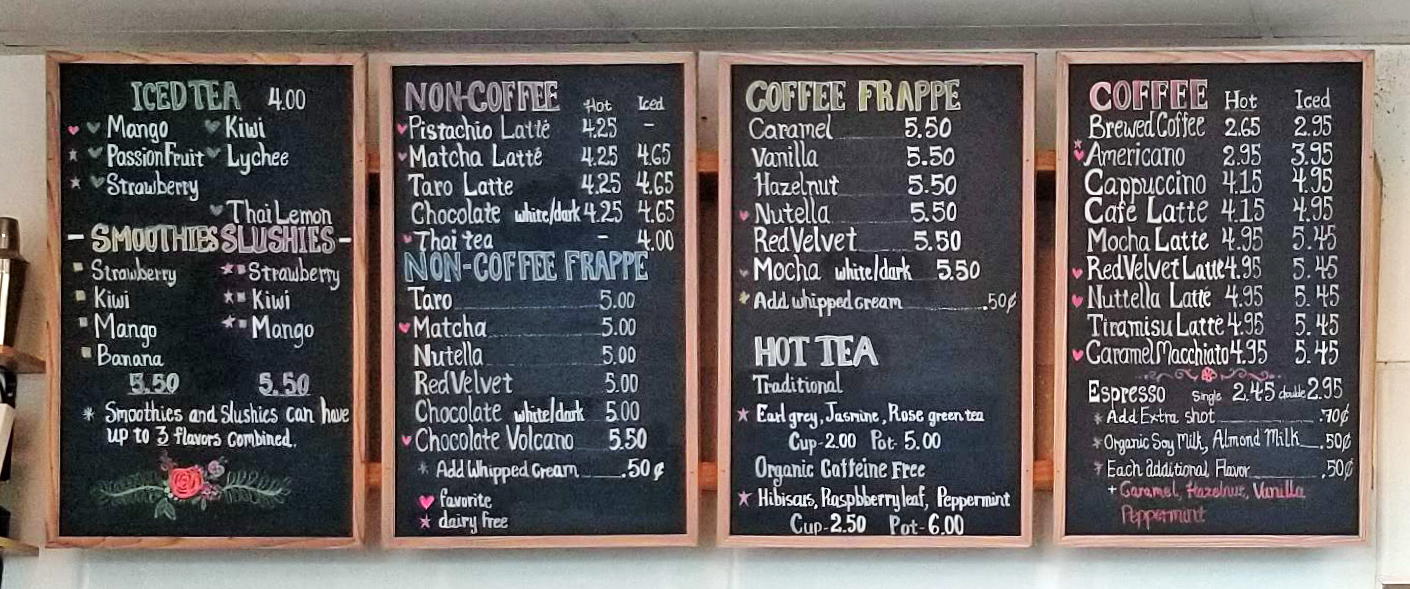 ICED TEA 4.00
Mango Kiwi
PassionFruit Lychee
Strawberry
Thai Lemon
- SMOOTHIES SLUSHIES -
Strawberry Strawberry
Kiwi Kiwi
Mango Mango
Banana
5.50 5.50
* Smoothies and Slushies can have
up to 3 flavors combined.
NON-COFFEE Hot Iced
Pistachio Latté 4.25 -
Matcha Latté 4.25 4.65
Taro Latte 4.25 4.65
Chocolate white/dark 4.25 4.65
Thai tea - 4.00
NON-COFFEE FRAPPE
Taro 5.00
Matcha 5.00
Nutella 5.00
RedVelvet 5.00
Chocolate white/dark 5.00
Chocolate Volcano 5.50
* Add Whipped Cream .50¢
♥ favorite
★ dairy free
COFFEE FRAPPE
Caramel 5.50
Vanilla 5.50
Hazelnut 5.50
Nutella 5.50
RedVelvet 5.50
Mocha white/dark 5.50
Add whipped cream .50¢
HOT TEA
Traditional
★ Earl grey, Jasmine, Rose green tea
Cup-2.00 Pot-5.00
Organic Caffeine Free
★ Hibiscus, Raspbberry leaf, Peppermint
Cup-2.50 Pot-6.00
COFFEE Hot Iced
Brewed Coffee 2.65 2.95
Americano 2.95 3.95
Cappuccino 4.15 4.95
Café Latte 4.15 4.95
Mocha Latte 4.95 5.45
RedVelvet Latte 4.95 5.45
Nuttella Latte 4.95 5.45
Tiramisu Latte 4.95 5.45
Caramel Macchiato 4.95 5.45
Espresso Single 2.45 double 2.95
* Add Extra shot .70¢
* Organic Soy Milk, Almond Milk .50¢
* Each additional Flavor .50¢
+ Caramel, Hazelnut, Vanilla
Peppermint